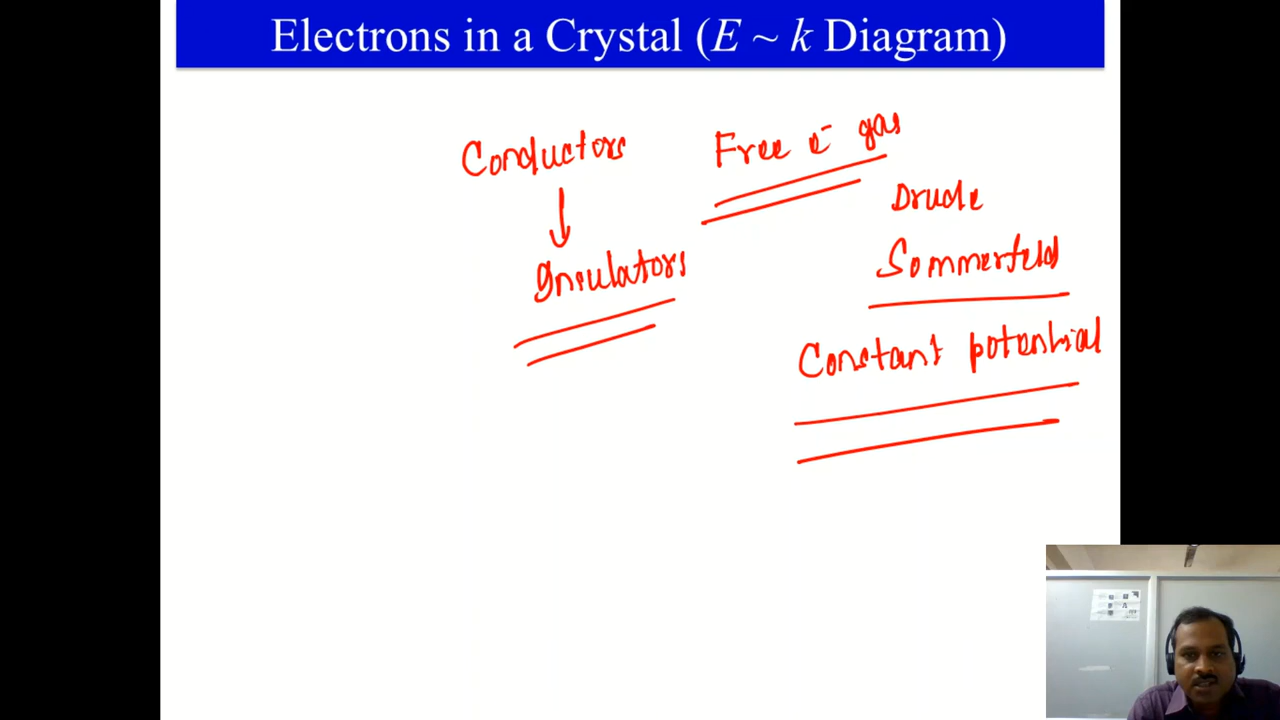 Electrons in a Crystal (E ~ k Diagram)
Conductors
Free e⁻ gas
Drude
Insulators
Sommerfeld
Constant potential